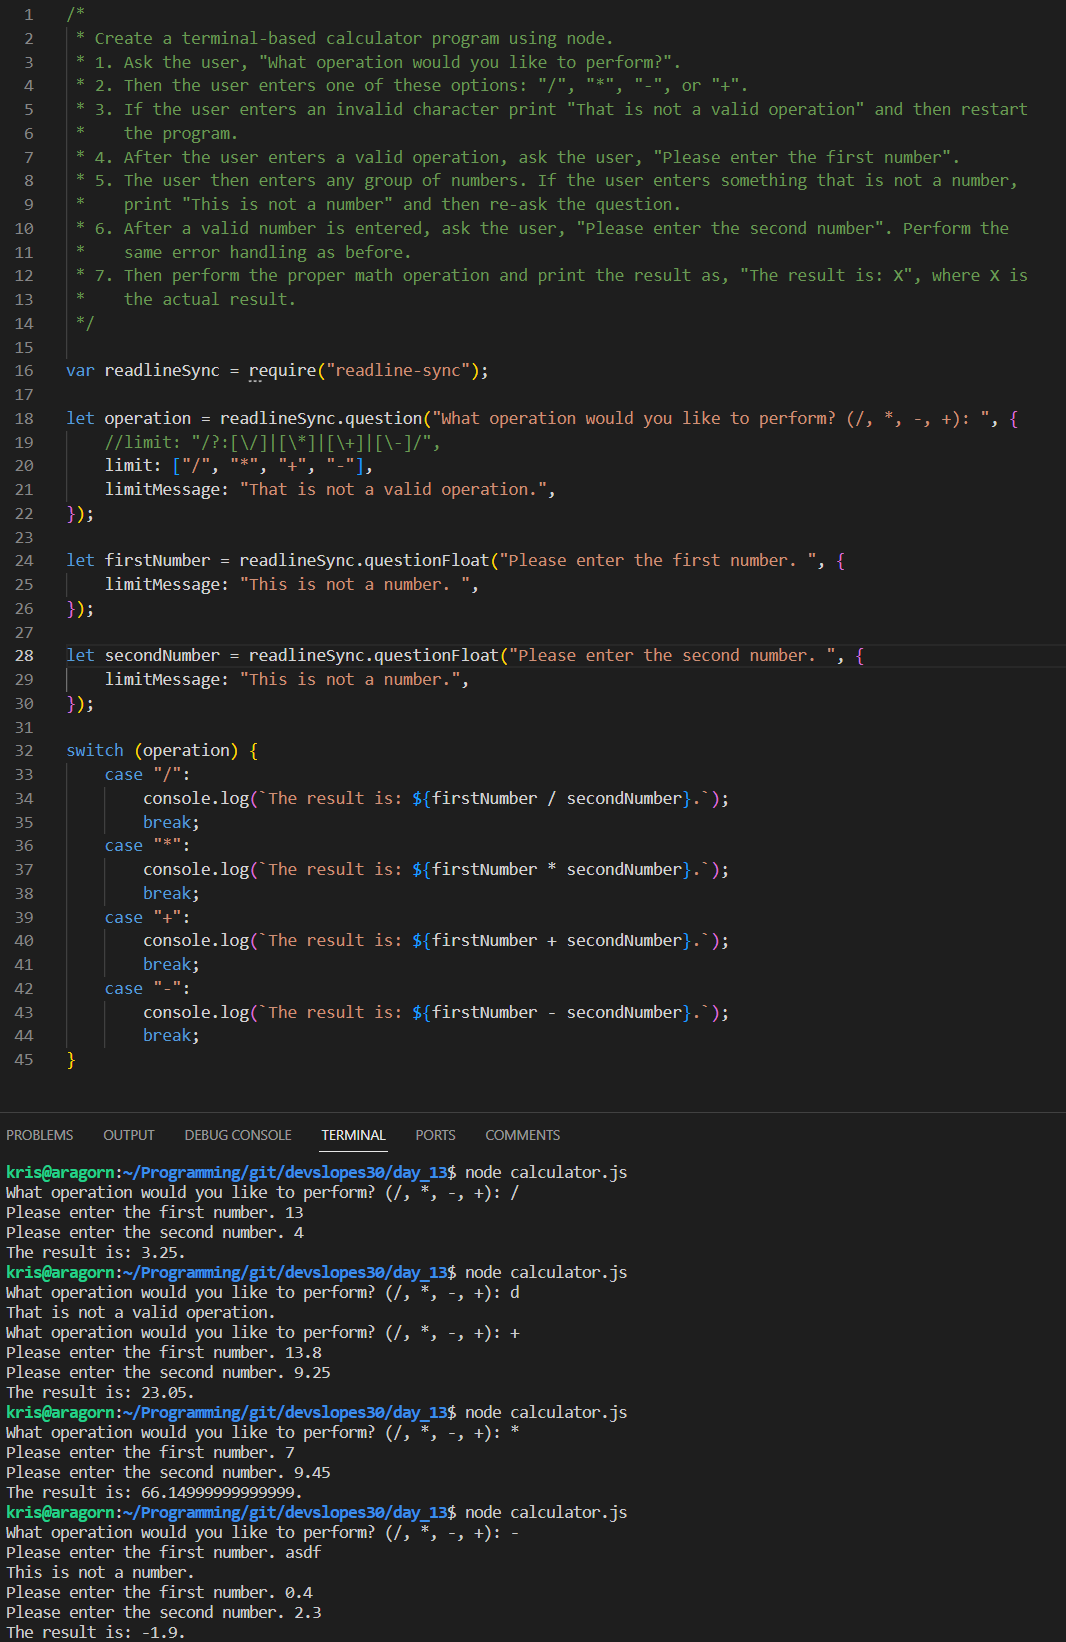 1 /*
2  * Create a terminal-based calculator program using node.
3  * 1. Ask the user, "What operation would you like to perform?".
4  * 2. Then the user enters one of these options: "/", "*", "-", or "+".
5  * 3. If the user enters an invalid character print "That is not a valid operation" and then restart
6  *    the program.
7  * 4. After the user enters a valid operation, ask the user, "Please enter the first number".
8  * 5. The user then enters any group of numbers. If the user enters something that is not a number,
9  *    print "This is not a number" and then re-ask the question.
10  * 6. After a valid number is entered, ask the user, "Please enter the second number". Perform the
11  *    same error handling as before.
12  * 7. Then perform the proper math operation and print the result as, "The result is: X", where X is
13  *    the actual result.
14  */
15
16 var readlineSync = require("readline-sync");
17
18 let operation = readlineSync.question("What operation would you like to perform? (/, *, -, +): ", {
19     //limit: "/?:[\/]|[\*]|[\+]|[\-]/",
20     limit: ["/", "*", "+", "-"],
21     limitMessage: "That is not a valid operation.",
22 });
23
24 let firstNumber = readlineSync.questionFloat("Please enter the first number. ", {
25     limitMessage: "This is not a number. ",
26 });
27
28 let secondNumber = readlineSync.questionFloat("Please enter the second number. ", {
29     limitMessage: "This is not a number.",
30 });
31
32 switch (operation) {
33     case "/":
34         console.log(`The result is: ${firstNumber / secondNumber}.`);
35         break;
36     case "*":
37         console.log(`The result is: ${firstNumber * secondNumber}.`);
38         break;
39     case "+":
40         console.log(`The result is: ${firstNumber + secondNumber}.`);
41         break;
42     case "-":
43         console.log(`The result is: ${firstNumber - secondNumber}.`);
44         break;
45 }
PROBLEMS OUTPUT DEBUG CONSOLE TERMINAL PORTS COMMENTS
kris@aragorn:~/Programming/git/devslopes30/day_13$ node calculator.js
What operation would you like to perform? (/, *, -, +): /
Please enter the first number. 13
Please enter the second number. 4
The result is: 3.25.
kris@aragorn:~/Programming/git/devslopes30/day_13$ node calculator.js
What operation would you like to perform? (/, *, -, +): d
That is not a valid operation.
What operation would you like to perform? (/, *, -, +): +
Please enter the first number. 13.8
Please enter the second number. 9.25
The result is: 23.05.
kris@aragorn:~/Programming/git/devslopes30/day_13$ node calculator.js
What operation would you like to perform? (/, *, -, +): *
Please enter the first number. 7
Please enter the second number. 9.45
The result is: 66.14999999999999.
kris@aragorn:~/Programming/git/devslopes30/day_13$ node calculator.js
What operation would you like to perform? (/, *, -, +): -
Please enter the first number. asdf
This is not a number.
Please enter the first number. 0.4
Please enter the second number. 2.3
The result is: -1.9.